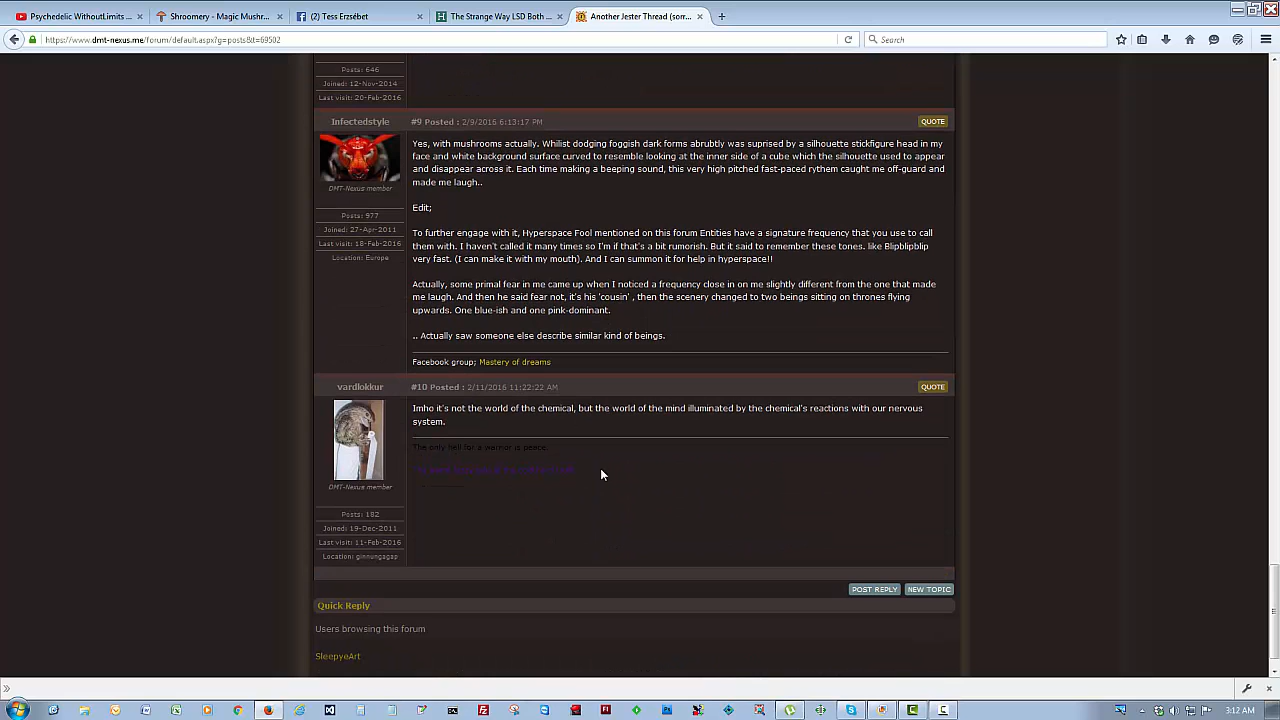 Psychedelic WithoutLimits ...
Shroomery - Magic Mushr...
(2) Tess Erzsébet
The Strange Way LSD Both ...
Another Jester Thread (sorr...
https://www.dmt-nexus.me/forum/default.aspx?g=posts&t=69502
Search
Posts: 646
Joined: 12-Nov-2014
Last visit: 20-Feb-2016
Infectedstyle
#9 Posted : 2/9/2016 6:13:17 PM
QUOTE
DMT-Nexus member
Posts: 977
Joined: 27-Apr-2011
Last visit: 18-Feb-2016
Location: Europe
Yes, with mushrooms actually. Whilist dodging foggish dark forms abrubtly was suprised by a silhouette stickfigure head in my
face and white background surface curved to resemble looking at the inner side of a cube which the silhouette used to appear
and disappear across it. Each time making a beeping sound, this very high pitched fast-paced rythem caught me off-guard and
made me laugh..
Edit;
To further engage with it, Hyperspace Fool mentioned on this forum Entities have a signature frequency that you use to call
them with. I haven't called it many times so I'm if that's a bit rumorish. But it said to remember these tones. like Blipblipblip
very fast. (I can make it with my mouth). And I can summon it for help in hyperspace!!
Actually, some primal fear in me came up when I noticed a frequency close in on me slightly different from the one that made
me laugh. And then he said fear not, it's his 'cousin' , then the scenery changed to two beings sitting on thrones flying
upwards. One blue-ish and one pink-dominant.
.. Actually saw someone else describe similar kind of beings.
Facebook group; Mastery of dreams
vardlokkur
#10 Posted : 2/11/2016 11:22:22 AM
QUOTE
DMT-Nexus member
Posts: 182
Joined: 19-Dec-2011
Last visit: 11-Feb-2016
Location: ginnungagap
Imho it's not the world of the chemical, but the world of the mind illuminated by the chemical's reactions with our nervous
system.
The only hell for a warrior is peace.
POST REPLY
NEW TOPIC
Quick Reply
Users browsing this forum
SleepyeArt
3:12 AM